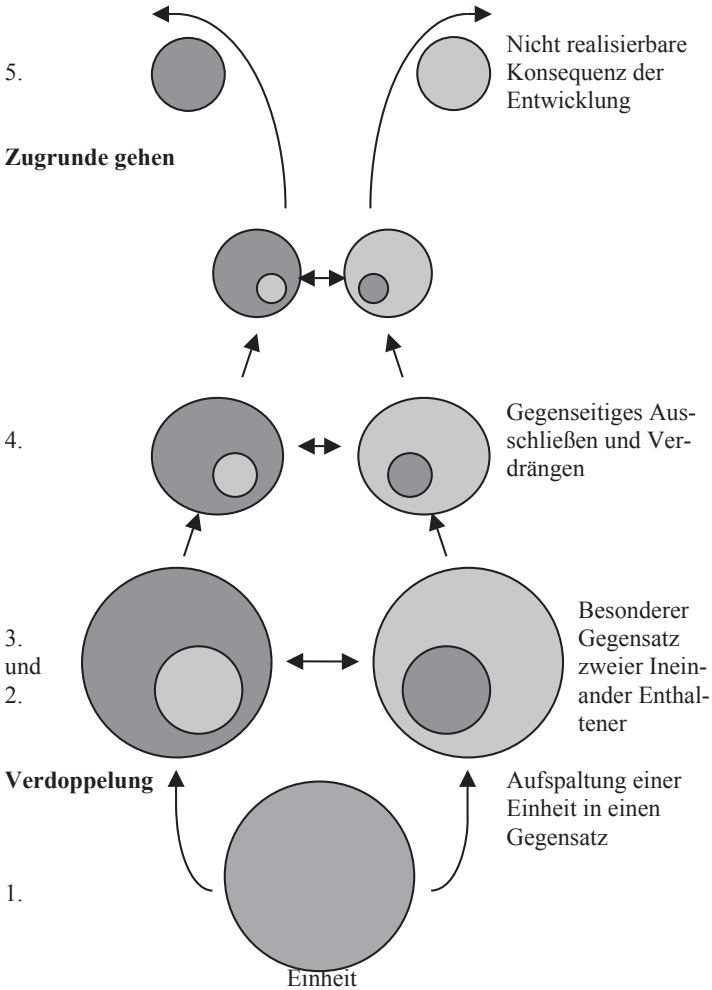 5.
Nicht realisierbare
Konsequenz der
Entwicklung
Zugrunde gehen
4.
Gegenseitiges Aus-
schließen und Ver-
drängen
3.
und
2.
Besonderer
Gegensatz
zweier Inein-
ander Enthal-
tener
Verdoppelung
Aufspaltung einer
Einheit in einen
Gegensatz
1.
Einheit